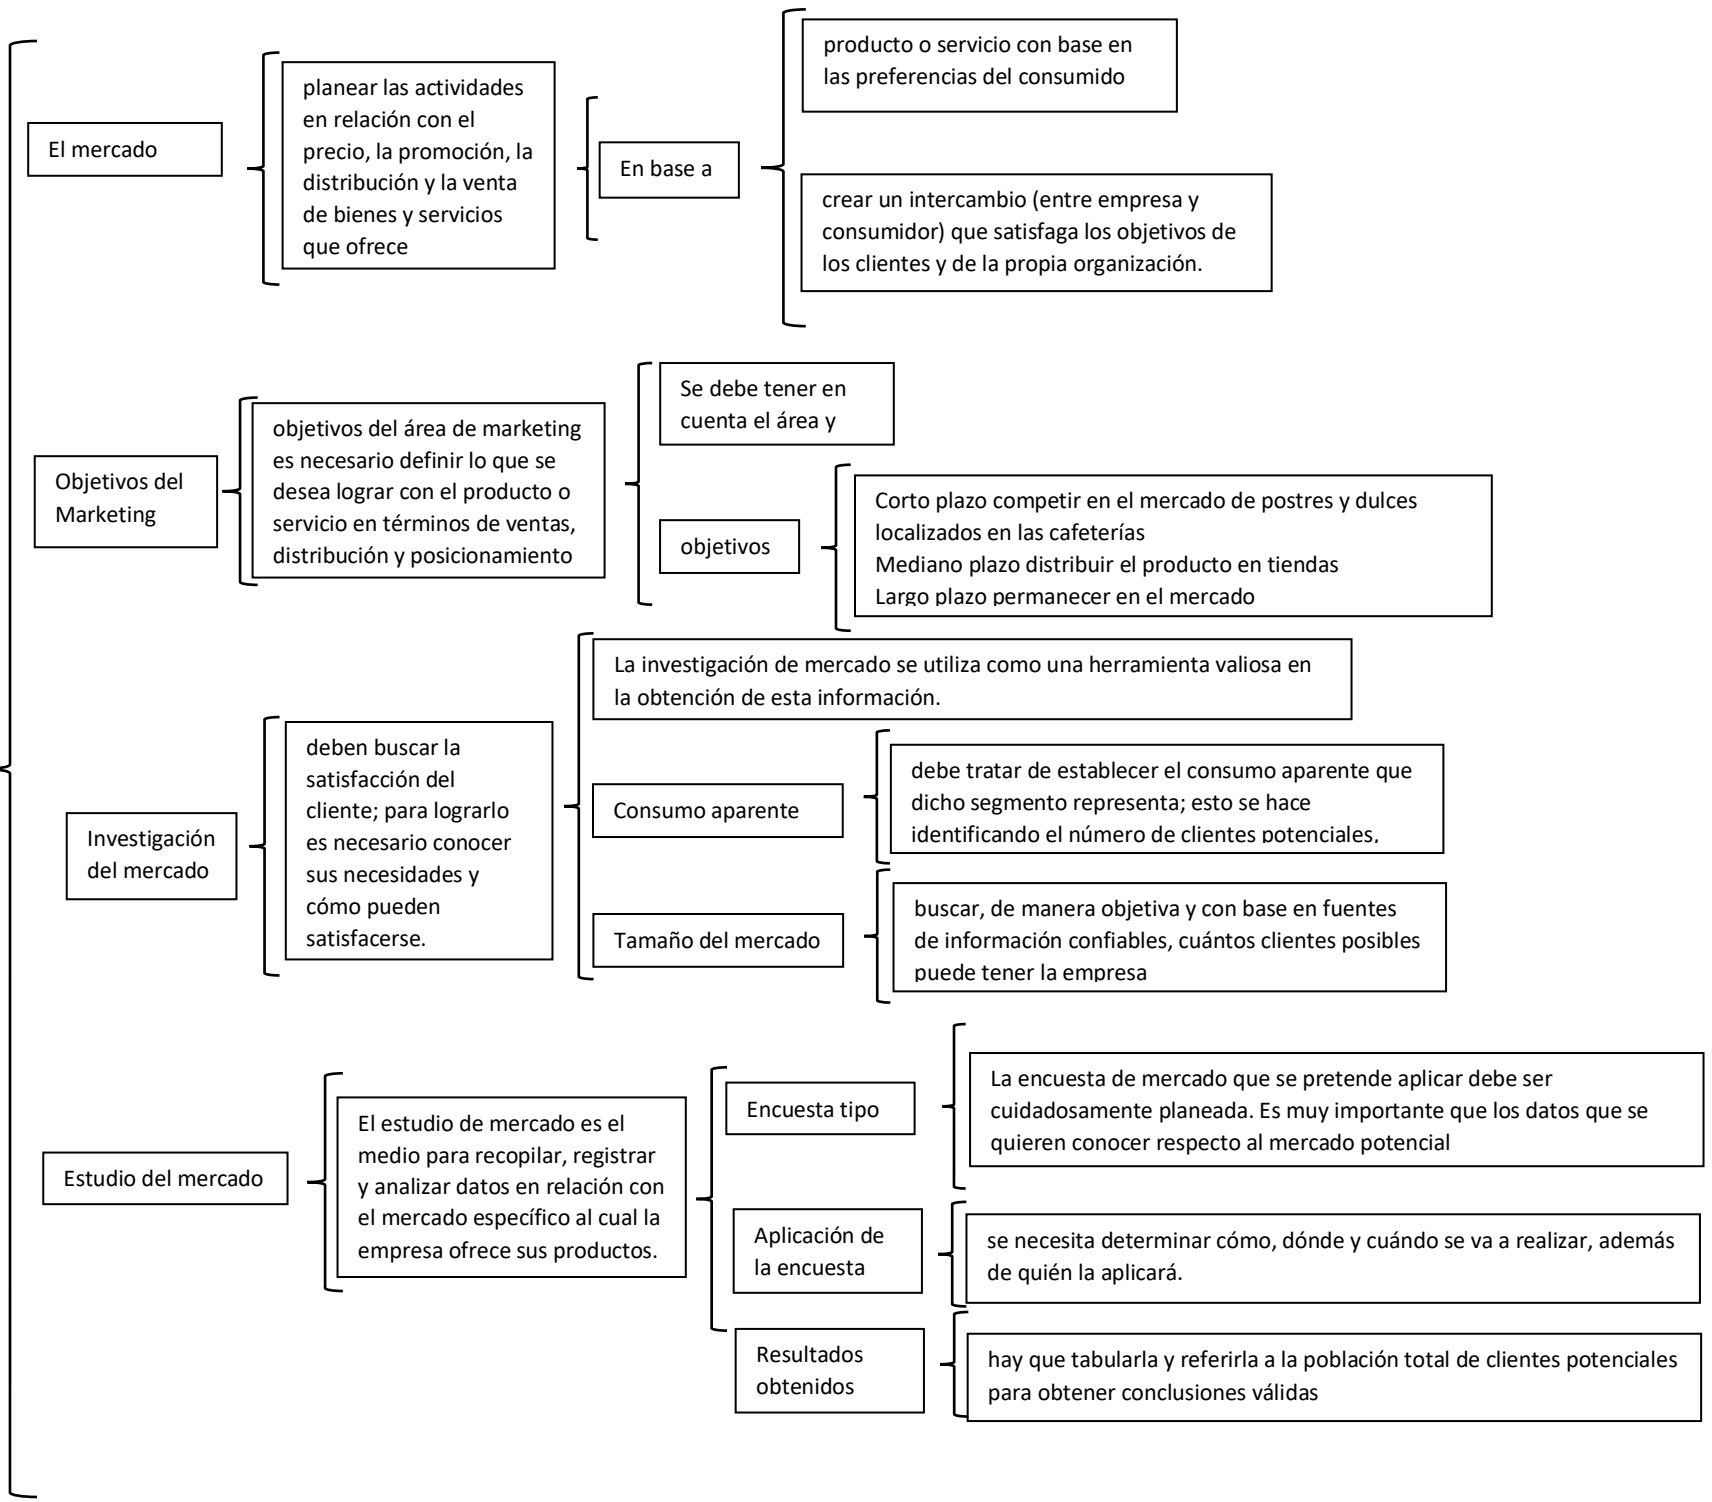 El mercado
planear las actividades
en relación con el
precio, la promoción, la
distribución y la venta
de bienes y servicios
que ofrece
En base a
producto o servicio con base en
las preferencias del consumido
crear un intercambio (entre empresa y
consumidor) que satisfaga los objetivos de
los clientes y de la propia organización.
Objetivos del
Marketing
objetivos del área de marketing
es necesario definir lo que se
desea lograr con el producto o
servicio en términos de ventas,
distribución y posicionamiento
Se debe tener en
cuenta el área y
objetivos
Corto plazo competir en el mercado de postres y dulces
localizados en las cafeterías
Mediano plazo distribuir el producto en tiendas
Largo plazo permanecer en el mercado
Investigación
del mercado
deben buscar la
satisfacción del
cliente; para lograrlo
es necesario conocer
sus necesidades y
cómo pueden
satisfacerse.
La investigación de mercado se utiliza como una herramienta valiosa en
la obtención de esta información.
Consumo aparente
debe tratar de establecer el consumo aparente que
dicho segmento representa; esto se hace
identificando el número de clientes potenciales,
Tamaño del mercado
buscar, de manera objetiva y con base en fuentes
de información confiables, cuántos clientes posibles
puede tener la empresa
Estudio del mercado
El estudio de mercado es el
medio para recopilar, registrar
y analizar datos en relación con
el mercado específico al cual la
empresa ofrece sus productos.
Encuesta tipo
La encuesta de mercado que se pretende aplicar debe ser
cuidadosamente planeada. Es muy importante que los datos que se
quieren conocer respecto al mercado potencial
Aplicación de
la encuesta
se necesita determinar cómo, dónde y cuándo se va a realizar, además
de quién la aplicará.
Resultados
obtenidos
hay que tabularla y referirla a la población total de clientes potenciales
para obtener conclusiones válidas